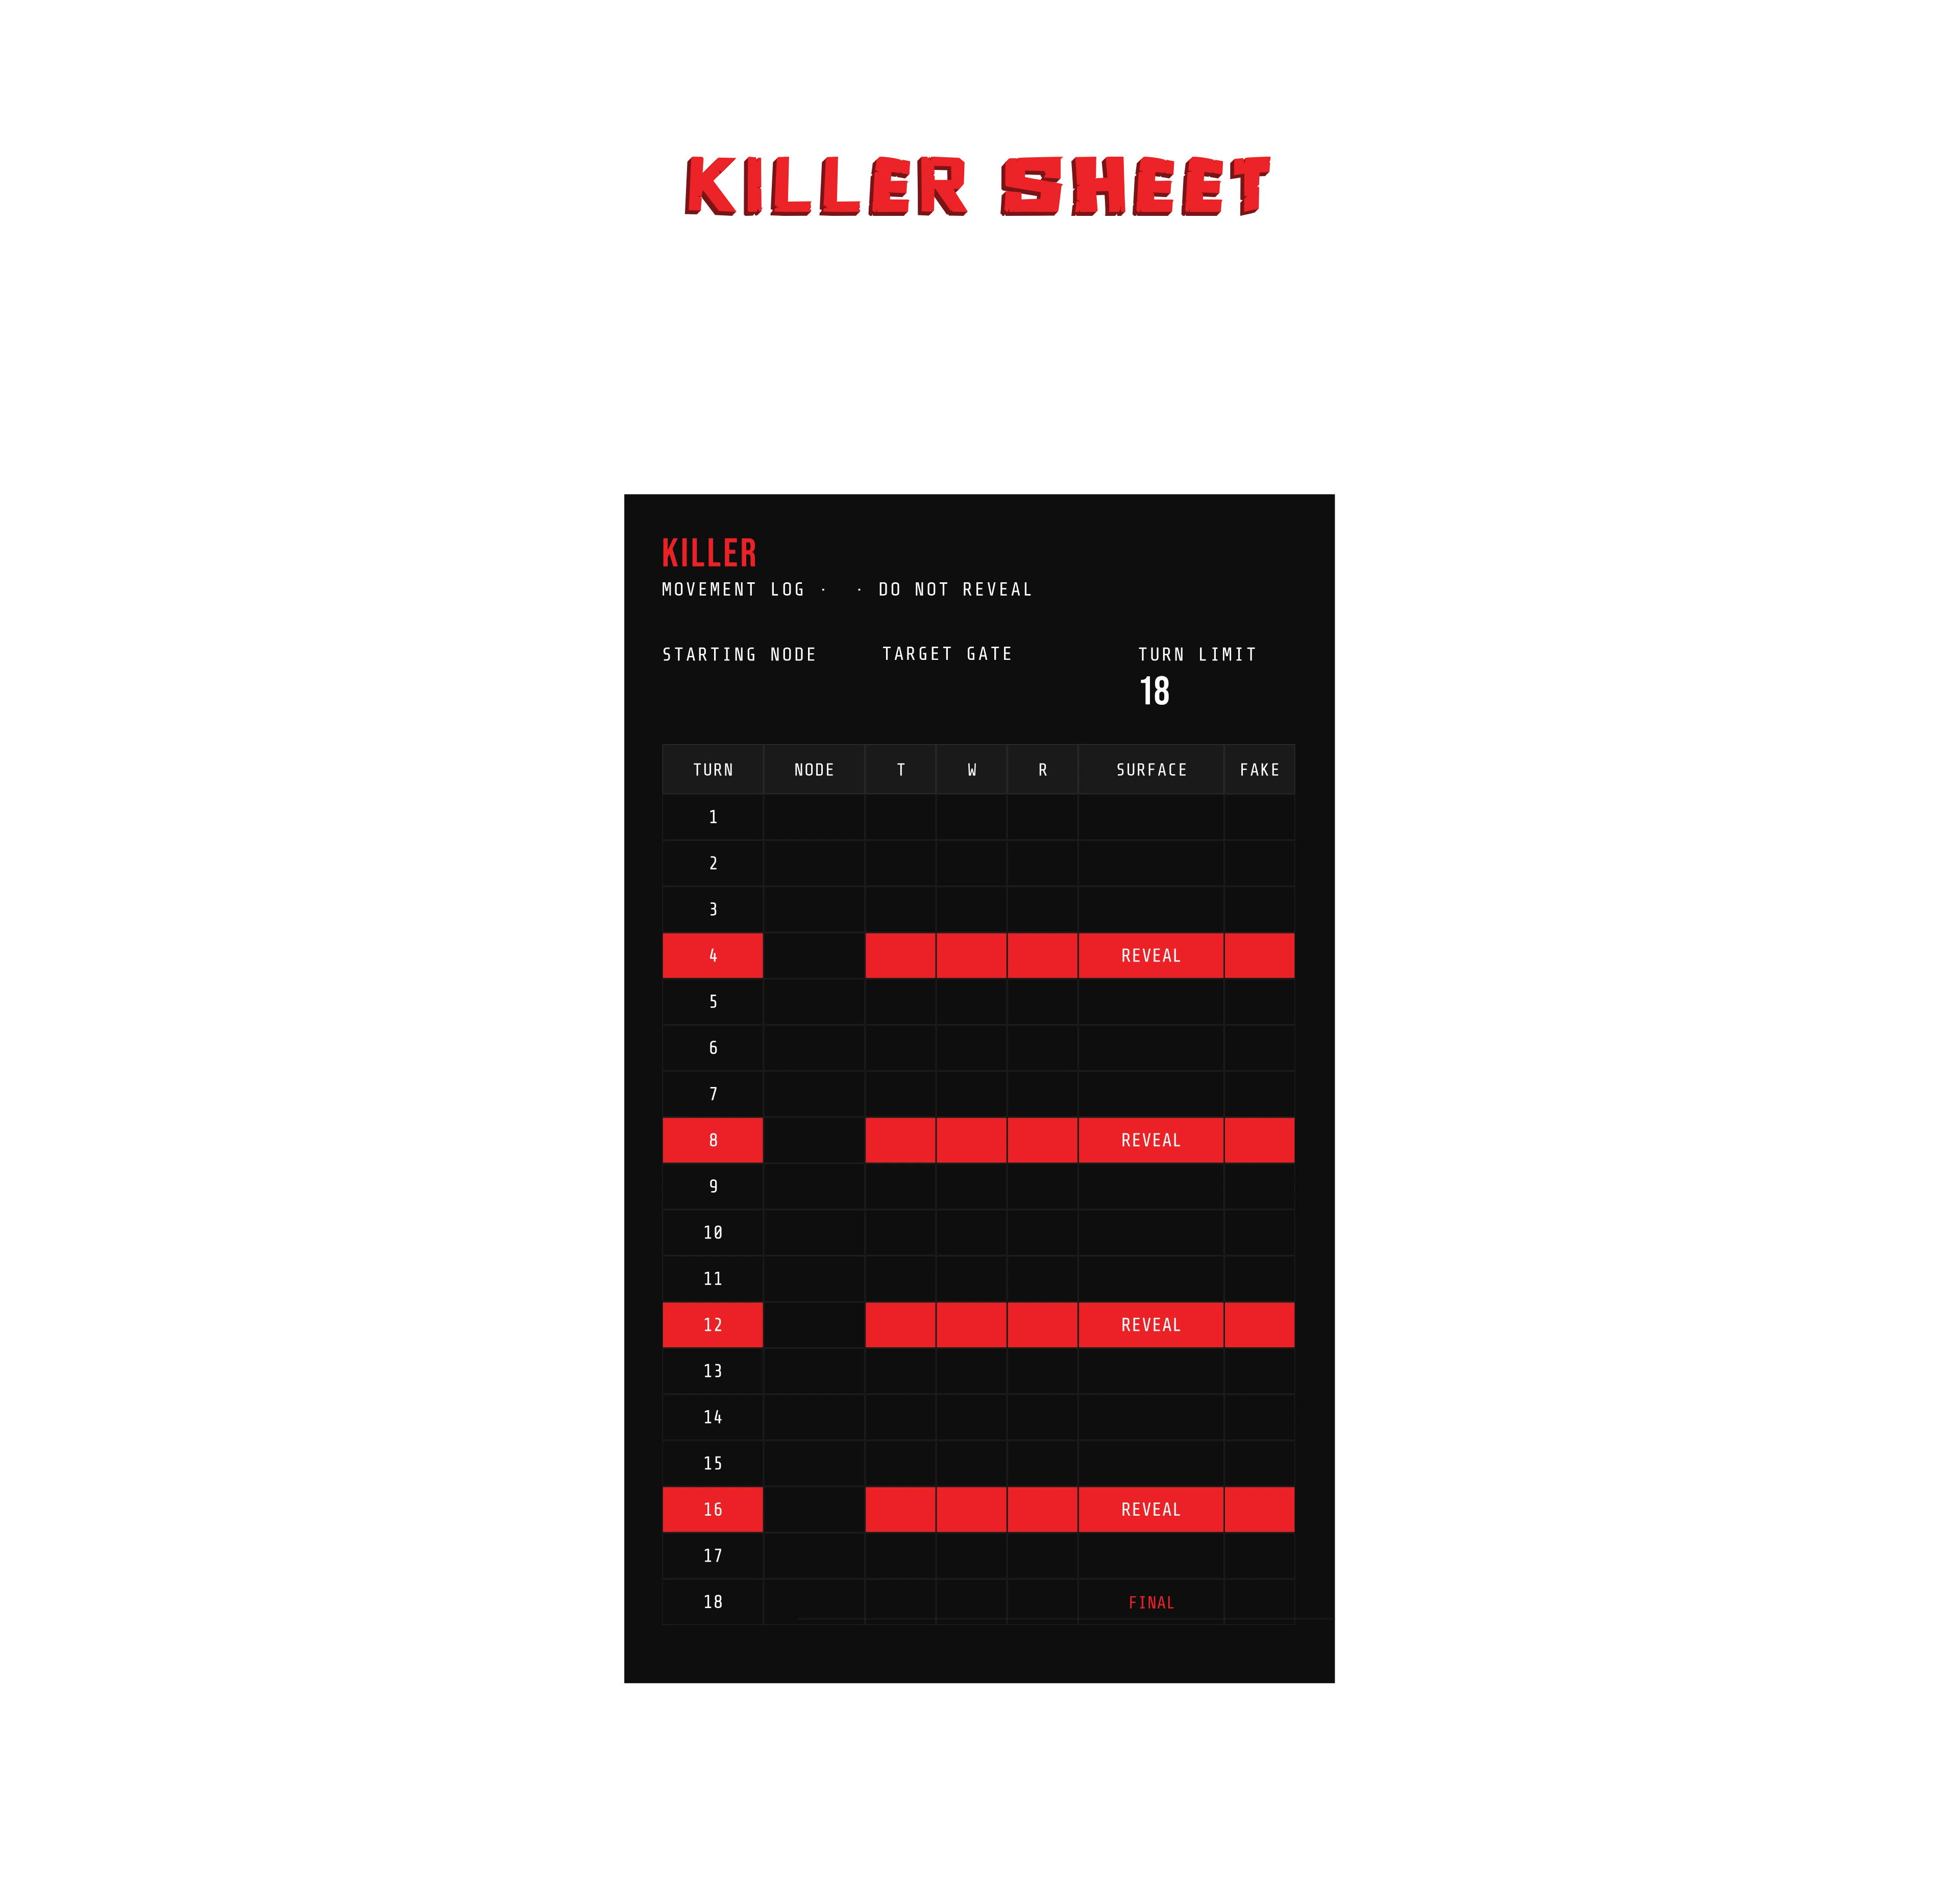 KILLER SHEET
KILLER
MOVEMENT LOG · · DO NOT REVEAL
STARTING NODE TARGET GATE TURN LIMIT
18
TURN NODE T W R SURFACE FAKE
1
2
3
4 REVEAL
5
6
7
8 REVEAL
9
10
11
12 REVEAL
13
14
15
16 REVEAL
17
18 FINAL